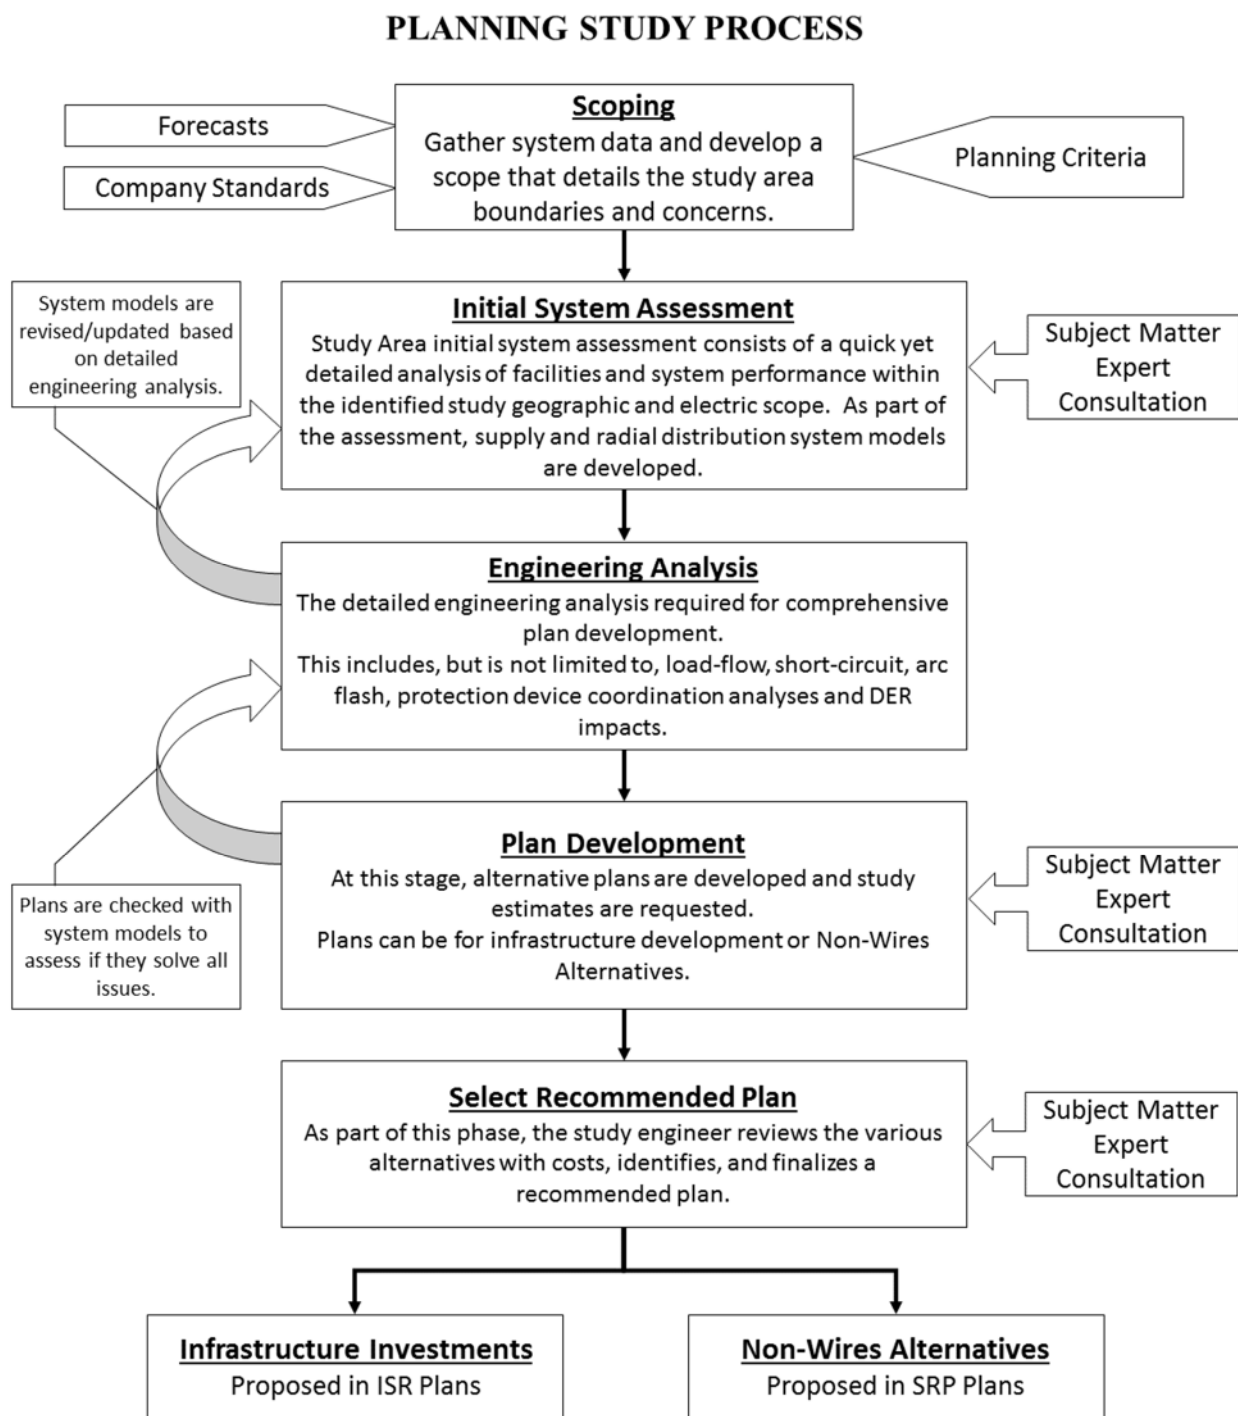 PLANNING STUDY PROCESS
Forecasts
Company Standards
Scoping
Gather system data and develop a
scope that details the study area
boundaries and concerns.
Planning Criteria
System models are
revised/updated based
on detailed
engineering analysis.
Initial System Assessment
Study Area initial system assessment consists of a quick yet
detailed analysis of facilities and system performance within
the identified study geographic and electric scope. As part of
the assessment, supply and radial distribution system models
are developed.
Subject Matter
Expert
Consultation
Engineering Analysis
The detailed engineering analysis required for comprehensive
plan development.
This includes, but is not limited to, load-flow, short-circuit, arc
flash, protection device coordination analyses and DER
impacts.
Plans are checked with
system models to
assess if they solve all
issues.
Plan Development
At this stage, alternative plans are developed and study
estimates are requested.
Plans can be for infrastructure development or Non-Wires
Alternatives.
Subject Matter
Expert
Consultation
Select Recommended Plan
As part of this phase, the study engineer reviews the various
alternatives with costs, identifies, and finalizes a
recommended plan.
Subject Matter
Expert
Consultation
Infrastructure Investments
Proposed in ISR Plans
Non-Wires Alternatives
Proposed in SRP Plans